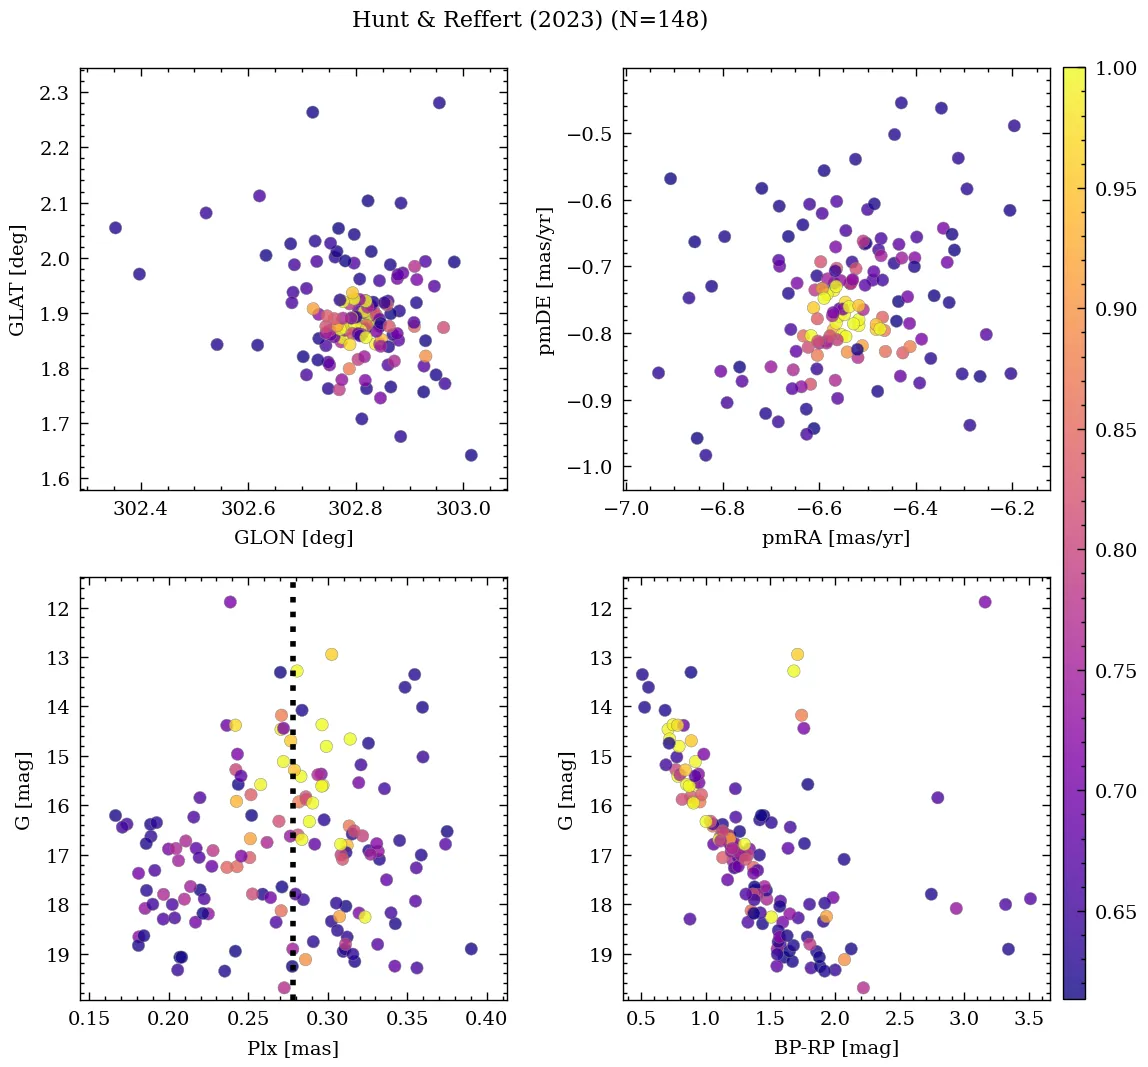 Hunt & Reffert (2023) (N=148)
2.3
2.2
2.1
2.0
1.9
1.8
1.7
1.6
GLAT [deg]
302.4 302.6 302.8 303.0
GLON [deg]
−0.5
−0.6
−0.7
−0.8
−0.9
−1.0
pmDE [mas/yr]
−7.0 −6.8 −6.6 −6.4 −6.2
pmRA [mas/yr]
1.00
0.95
0.90
0.85
0.80
0.75
0.70
0.65
12
13
14
15
16
17
18
19
G [mag]
0.15 0.20 0.25 0.30 0.35 0.40
Plx [mas]
12
13
14
15
16
17
18
19
G [mag]
0.5 1.0 1.5 2.0 2.5 3.0 3.5
BP-RP [mag]